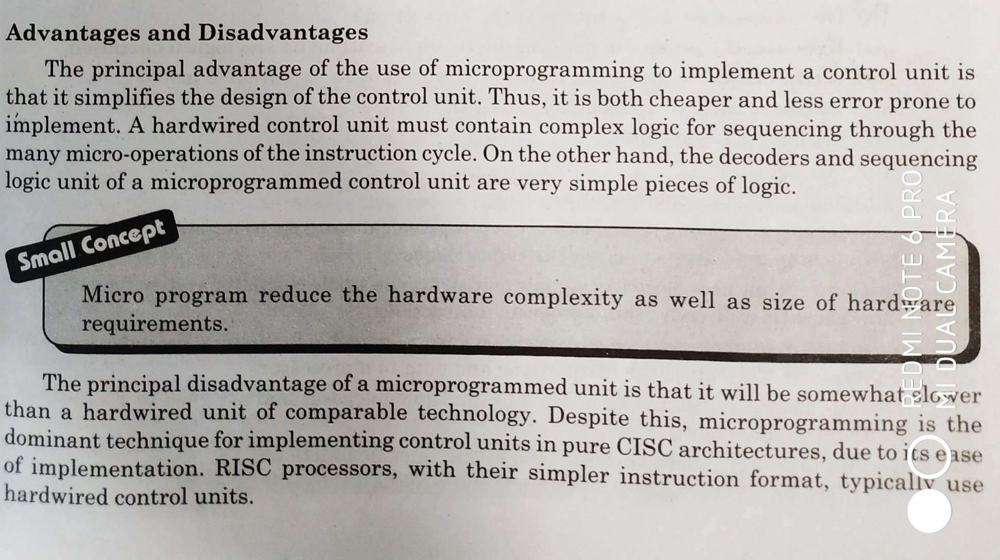 Advantages and Disadvantages
The principal advantage of the use of microprogramming to implement a control unit is
that it simplifies the design of the control unit. Thus, it is both cheaper and less error prone to
implement. A hardwired control unit must contain complex logic for sequencing through the
many micro-operations of the instruction cycle. On the other hand, the decoders and sequencing
logic unit of a microprogrammed control unit are very simple pieces of logic.
Small Concept
Micro program reduce the hardware complexity as well as size of hardware
requirements.
The principal disadvantage of a microprogrammed unit is that it will be somewhat slower
than a hardwired unit of comparable technology. Despite this, microprogramming is the
dominant technique for implementing control units in pure CISC architectures, due to its ease
of implementation. RISC processors, with their simpler instruction format, typically use
hardwired control units.
REDMI NOTE 6 PRO
MI DUAL CAMERA